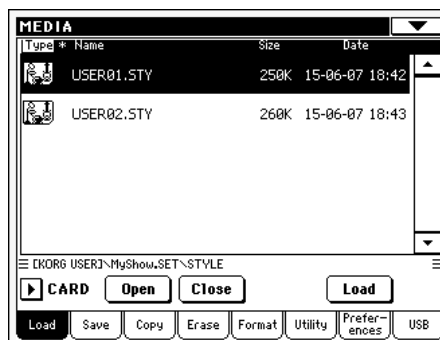 MEDIA
Type * Name Size Date
USER01.STY 250K 15-06-07 18:42
USER02.STY 260K 15-06-07 18:43
[KORG USER]\MyShow.SET\STYLE
CARD Open Close Load
Load Save Copy Erase Format Utility Prefer-ences USB